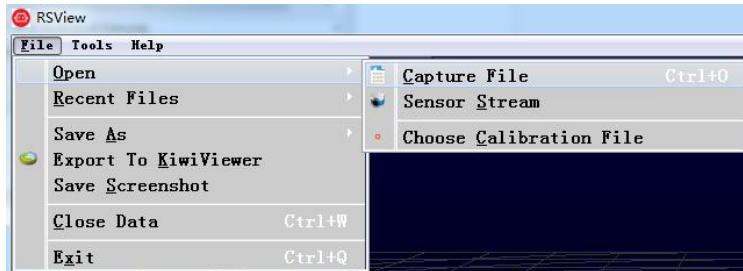 RSView
File Tools Help
Open
Recent Files
Save As
Export To KiwiViewer
Save Screenshot
Close Data Ctrl+W
Exit Ctrl+Q
Capture File Ctrl+O
Sensor Stream
Choose Calibration File